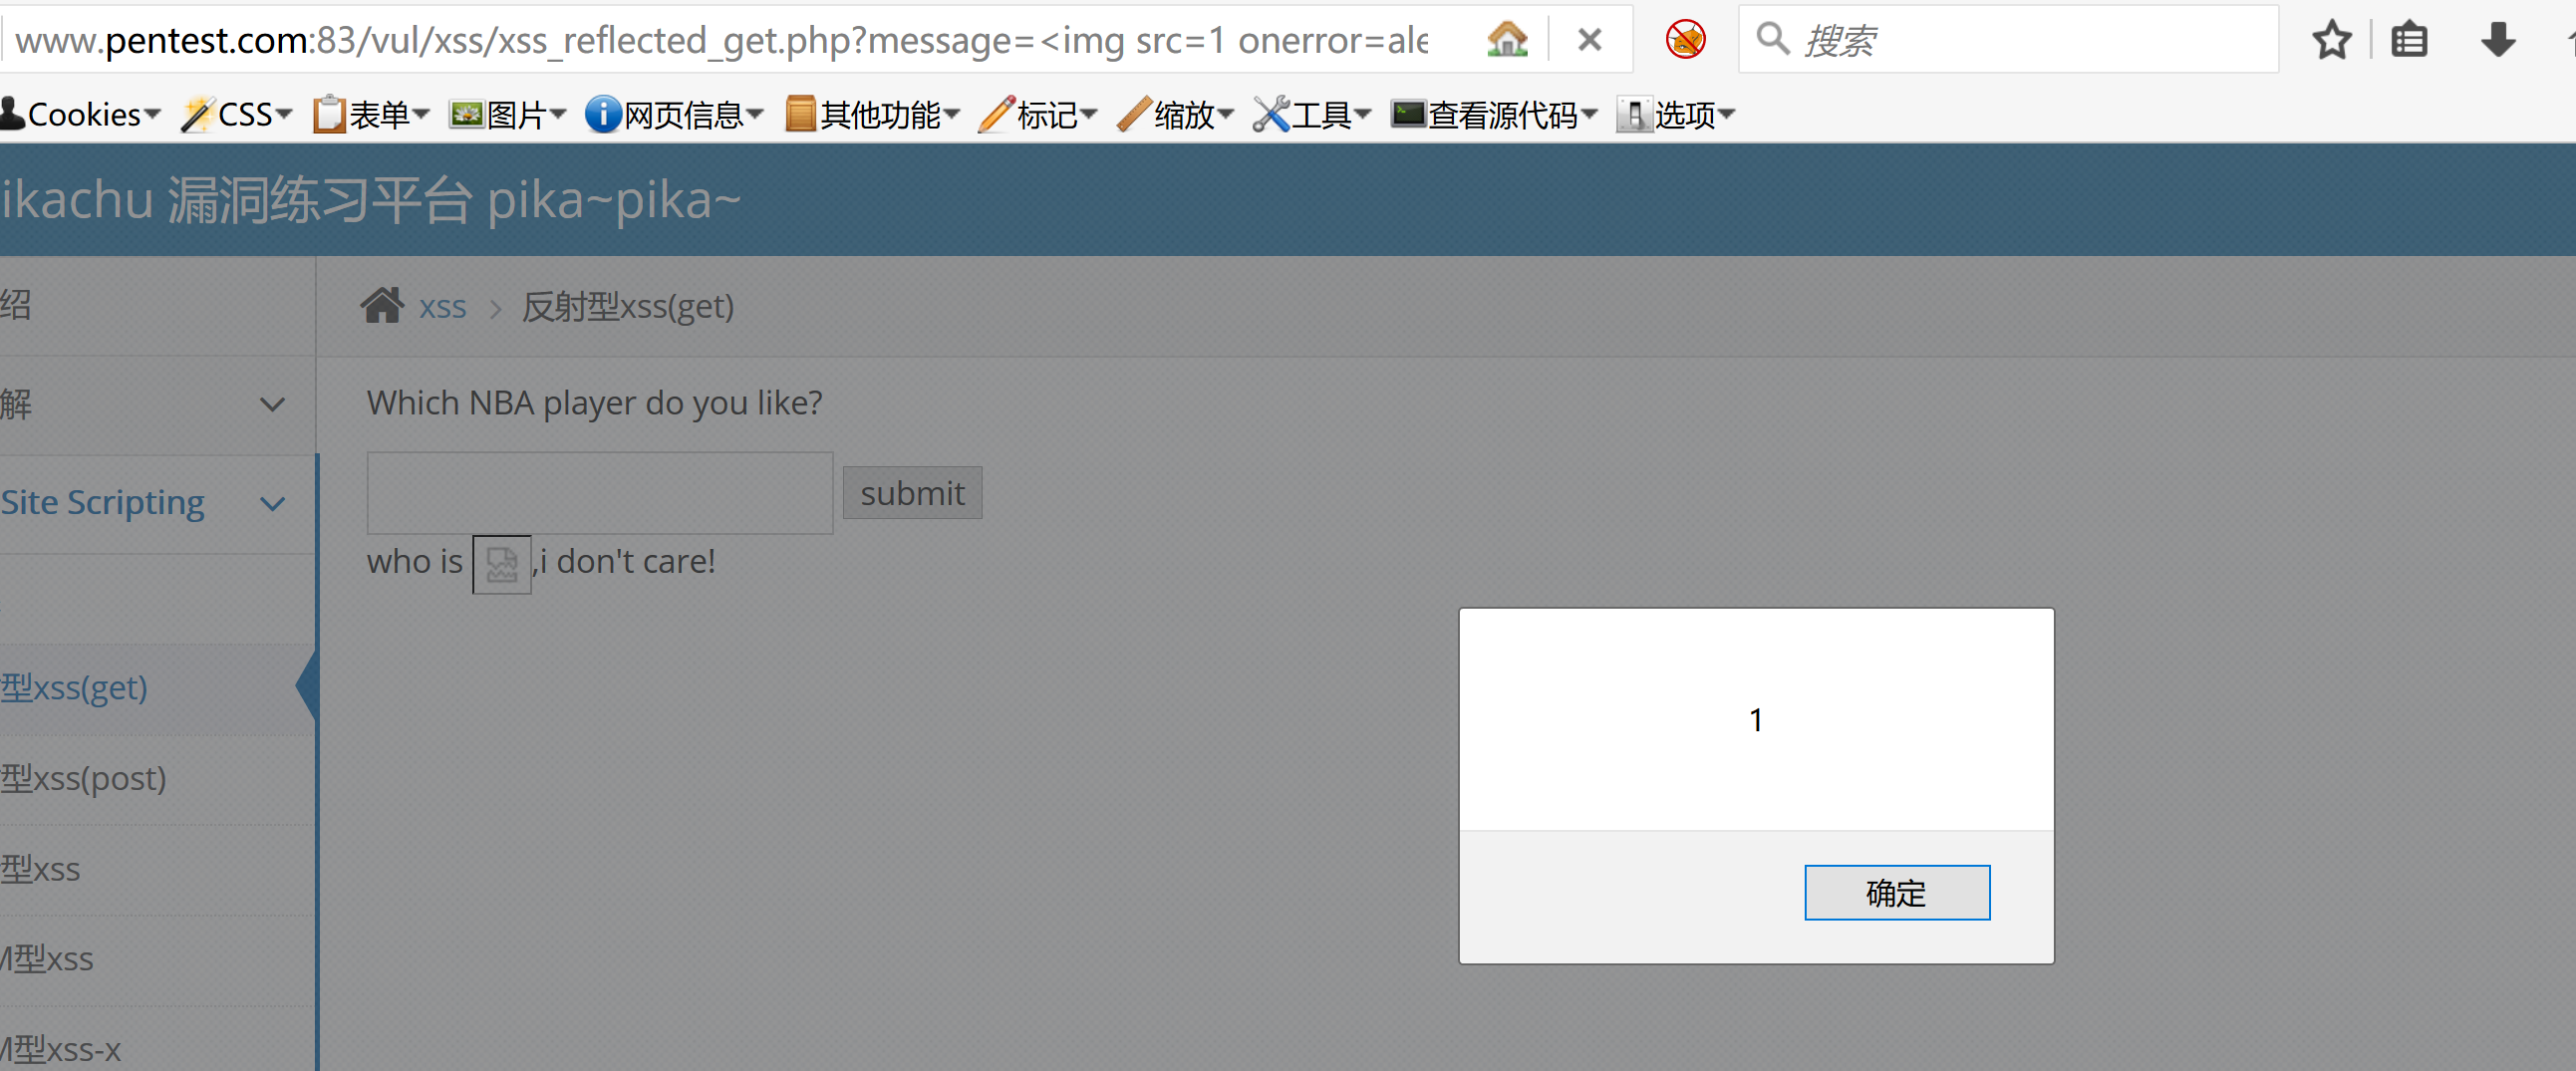 www.pentest.com:83/vul/xss/xss_reflected_get.php?message=<img src=1 onerror=ale
搜索
Cookies CSS 表单 图片 网页信息 其他功能 标记 缩放 工具 查看源代码 选项
ikachu 漏洞练习平台 pika~pika~
绍
解
Site Scripting
型xss(get)
型xss(post)
型xss
型xss
型xss-x
xss > 反射型xss(get)
Which NBA player do you like?
submit
who is ,i don't care!
1
确定